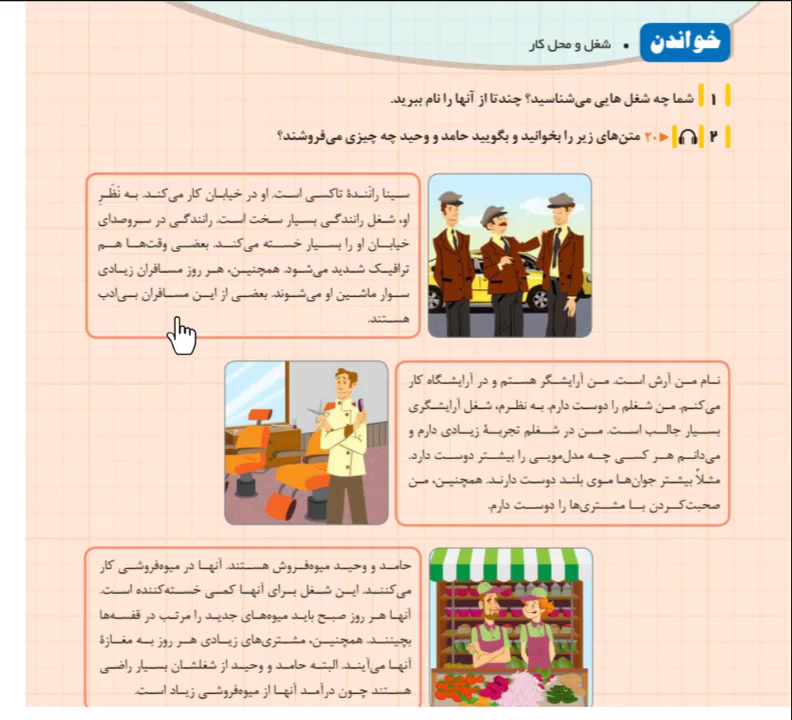 خواندن • شغل و محل کار
۱ شما چه شغل هایی می‌شناسید؟ چندتا از آنها را نام ببرید.
۲ ۲۰ متن‌های زیر را بخوانید و بگویید حامد و وحید چه چیزی می‌فروشند؟
سینا رانندهٔ تاکسی است. او در خیابان کار می‌کند. به نَظَرِ
او، شغل رانندگی بسیار سخت است. رانندگی در سروصدای
خیابان او را بسیار خسته می‌کند. بعضی وقت‌ها هم
ترافیک شدید می‌شود. همچنین، هر روز مسافران زیادی
سوار ماشین او می‌شوند. بعضی از این مسافران بی‌ادب
هستند.
نام من آرش است. من آرایشگر هستم و در آرایشگاه کار
می‌کنم. من شغلم را دوست دارم. به نظرم، شغل آرایشگری
بسیار جالب است. من در شغلم تجربهٔ زیادی دارم و
می‌دانم هر کسی چه مدل‌مویی را بیشتر دوست دارد.
مثلاً بیشتر جوان‌ها موی بلند دوست دارند. همچنین، من
صحبت‌کردن با مشتری‌ها را دوست دارم.
حامد و وحید میوه‌فروش هستند. آنها در میوه‌فروشی کار
می‌کنند. این شغل برای آنها کمی خسته‌کننده است.
آنها هر روز صبح باید میوه‌های جدید را مرتب در قفسه‌ها
بچینند. همچنین، مشتری‌های زیادی هر روز به مغازهٔ
آنها می‌آیند. البته حامد و وحید از شغلشان بسیار راضی
هستند چون درآمد آنها از میوه‌فروشی زیاد است.